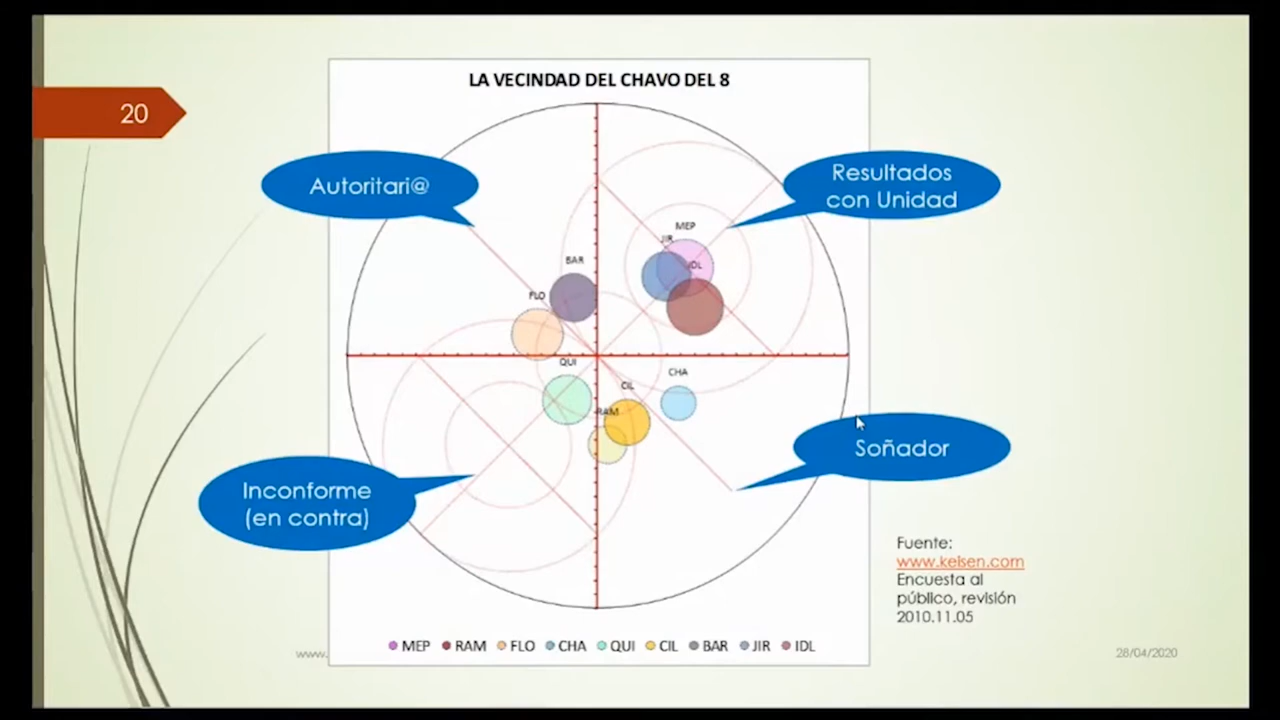 20
LA VECINDAD DEL CHAVO DEL 8
Autoritari@
Resultados
con Unidad
MEP
JIR
IDL
BAR
FLO
QUI
CIL
CHA
RAM
Soñador
Inconforme
(en contra)
Fuente:
www.kelsen.com
Encuesta al
público, revisión
2010.11.05
MEP RAM FLO CHA QUI CIL BAR JIR IDL
www.
28/04/2020